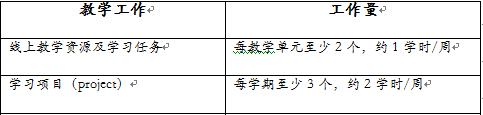 教学工作 工作量
线上教学资源及学习任务 每教学单元至少 2 个，约 1 学时/周
学习项目（project） 每学期至少 3 个，约 2 学时/周